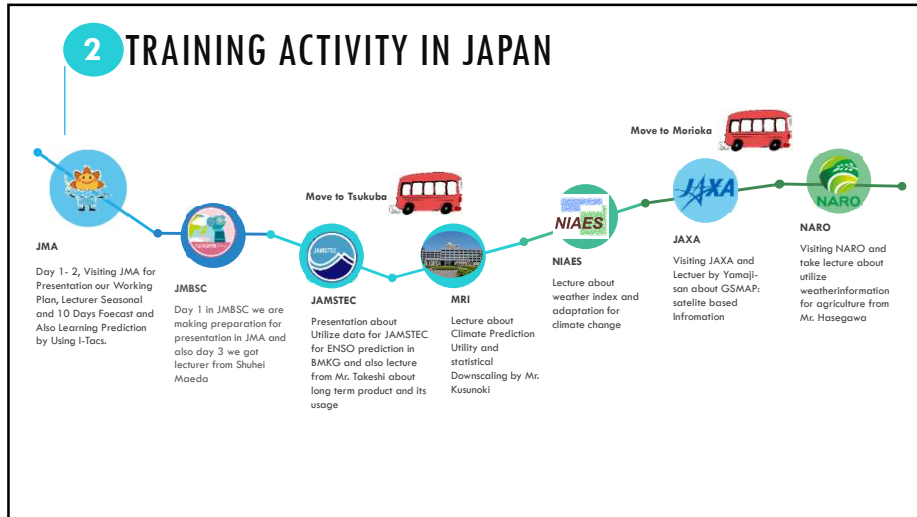 2 TRAINING ACTIVITY IN JAPAN
JMA
Day 1- 2, Visiting JMA for
Presentation our Working
Plan, Lecturer Seasonal
and 10 Days Foecast and
Also Learning Prediction
by Using I-Tacs.
JMBSC
Day 1 in JMBSC we are
making preparation for
presentation in JMA and
also day 3 we got
lecturer from Shuhei
Maeda
JAMSTEC
JAMSTEC
Presentation about
Utilize data for JAMSTEC
for ENSO prediction in
BMKG and also lecture
from Mr. Takeshi about
long term product and its
usage
Move to Tsukuba
MRI
Lecture about
Climate Prediction
Utility and
statistical
Downscaling by Mr.
Kusunoki
NIAES
NIAES
Lecture about
weather index and
adaptation for
climate change
JAXA
JAXA
Visiting JAXA and
Lectuer by Yamaji-
san about GSMAP:
satelite based
Infromation
Move to Morioka
NARO
NARO
Visiting NARO and
take lecture about
utilize
weatherinformation
for agriculture from
Mr. Hasegawa